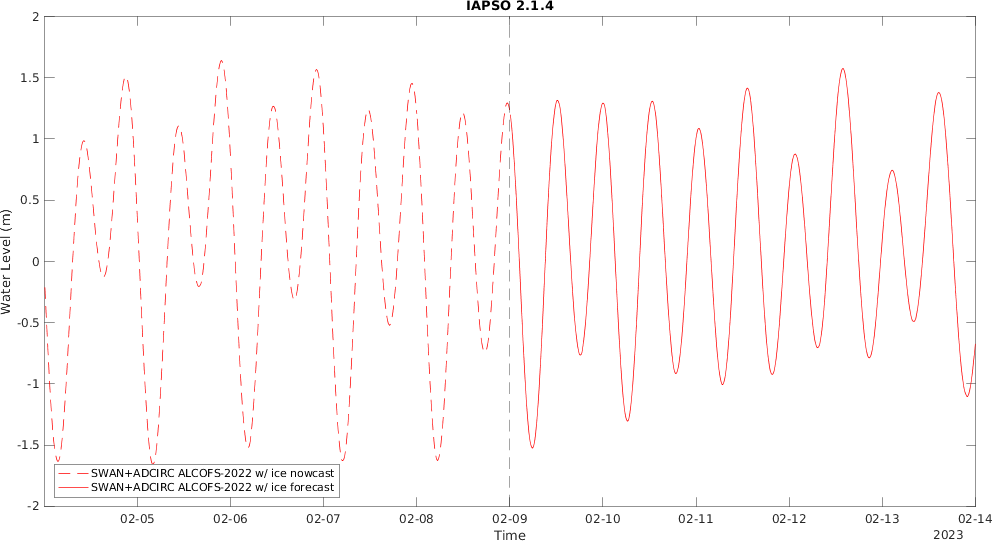 IAPSO 2.1.4
2
1.5
1
0.5
0
-0.5
-1
-1.5
-2
Water Level (m)
SWAN+ADCIRC ALCOFS-2022 w/ ice nowcast
SWAN+ADCIRC ALCOFS-2022 w/ ice forecast
02-05 02-06 02-07 02-08 02-09 02-10 02-11 02-12 02-13 02-14
Time
2023